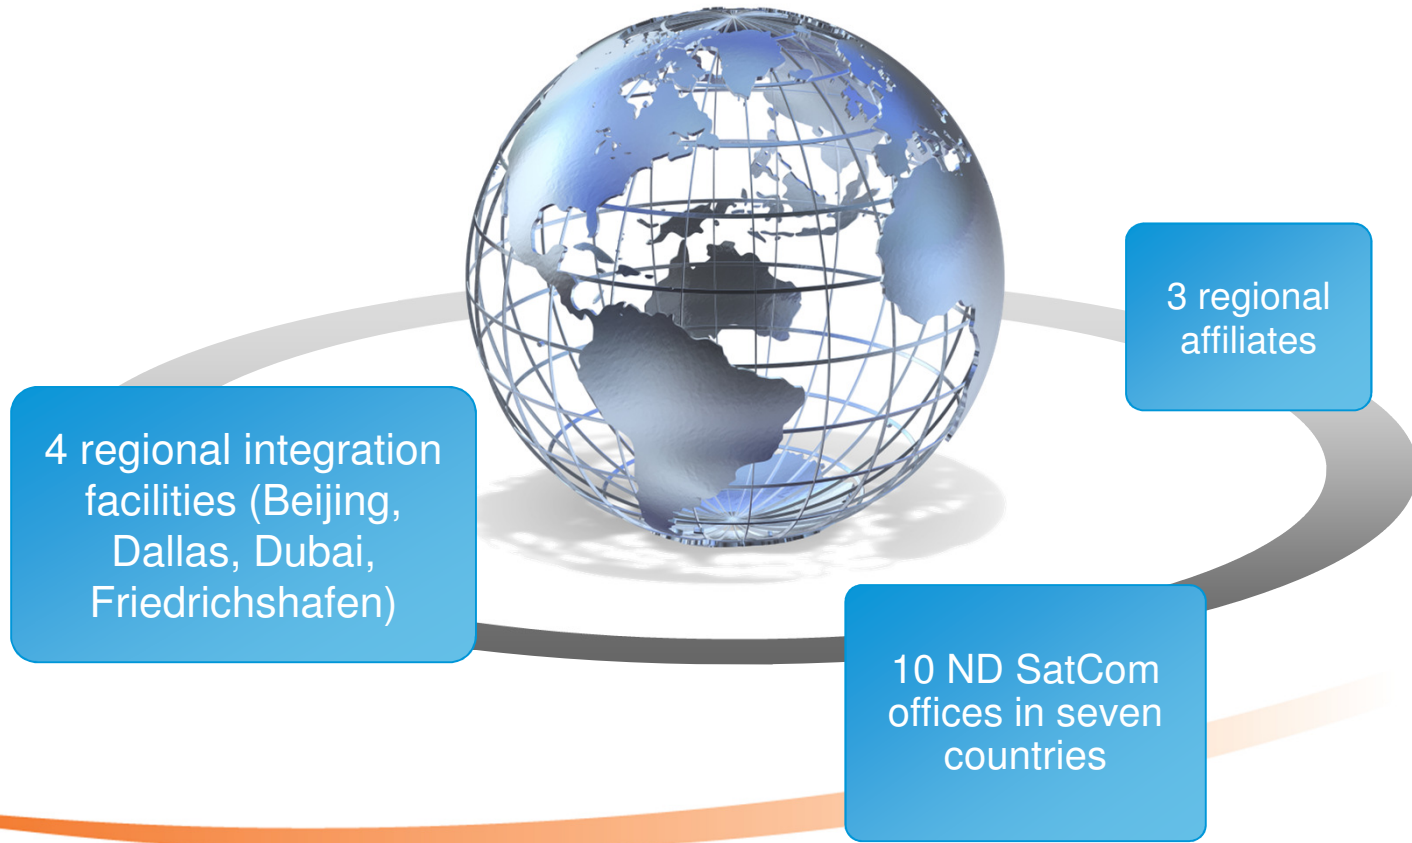 3 regional
affiliates
4 regional integration
facilities (Beijing,
Dallas, Dubai,
Friedrichshafen)
10 ND SatCom
offices in seven
countries